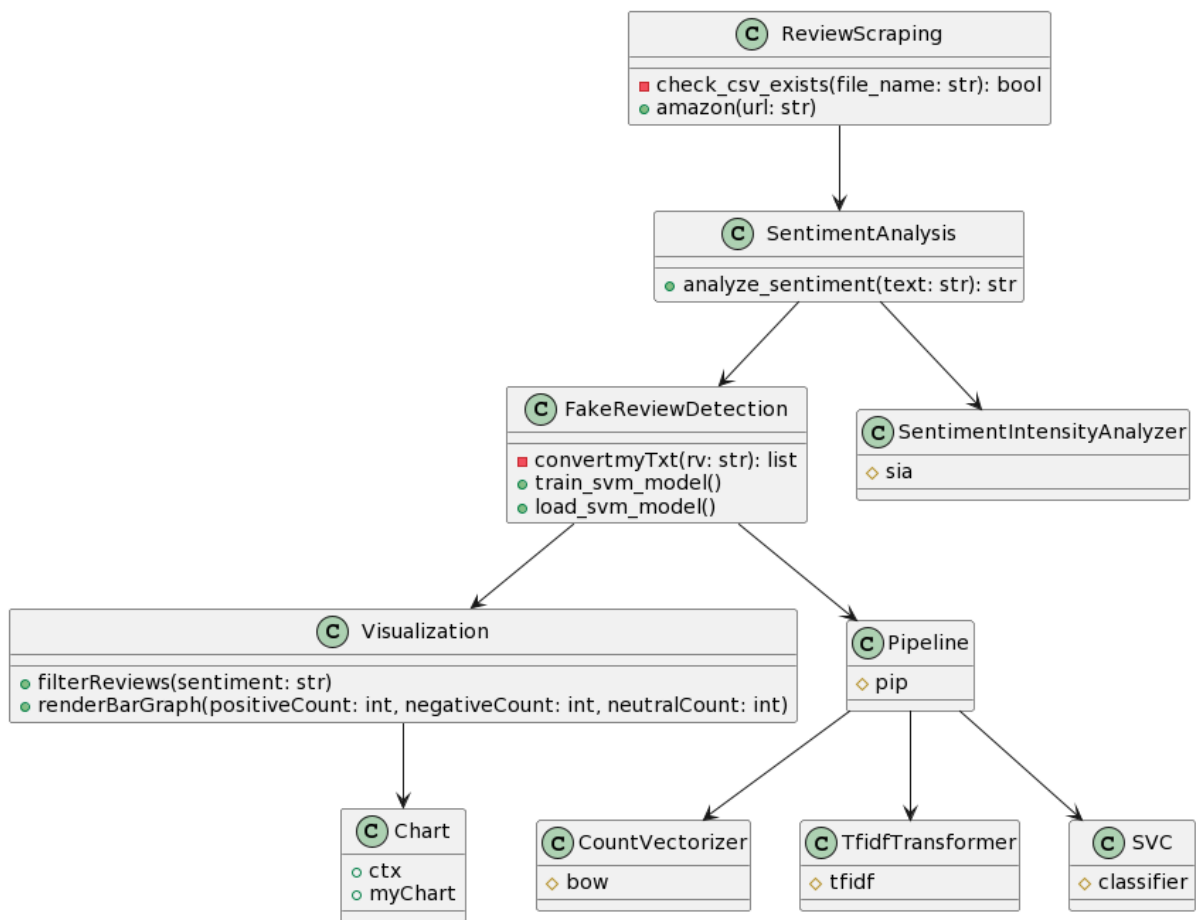 C ReviewScraping
check_csv_exists(file_name: str): bool
amazon(url: str)
C SentimentAnalysis
analyze_sentiment(text: str): str
C FakeReviewDetection
convertmyTxt(rv: str): list
train_svm_model()
load_svm_model()
C SentimentIntensityAnalyzer
sia
C Visualization
filterReviews(sentiment: str)
renderBarGraph(positiveCount: int, negativeCount: int, neutralCount: int)
C Pipeline
pip
C Chart
ctx
myChart
C CountVectorizer
bow
C TfidfTransformer
tfidf
C SVC
classifier